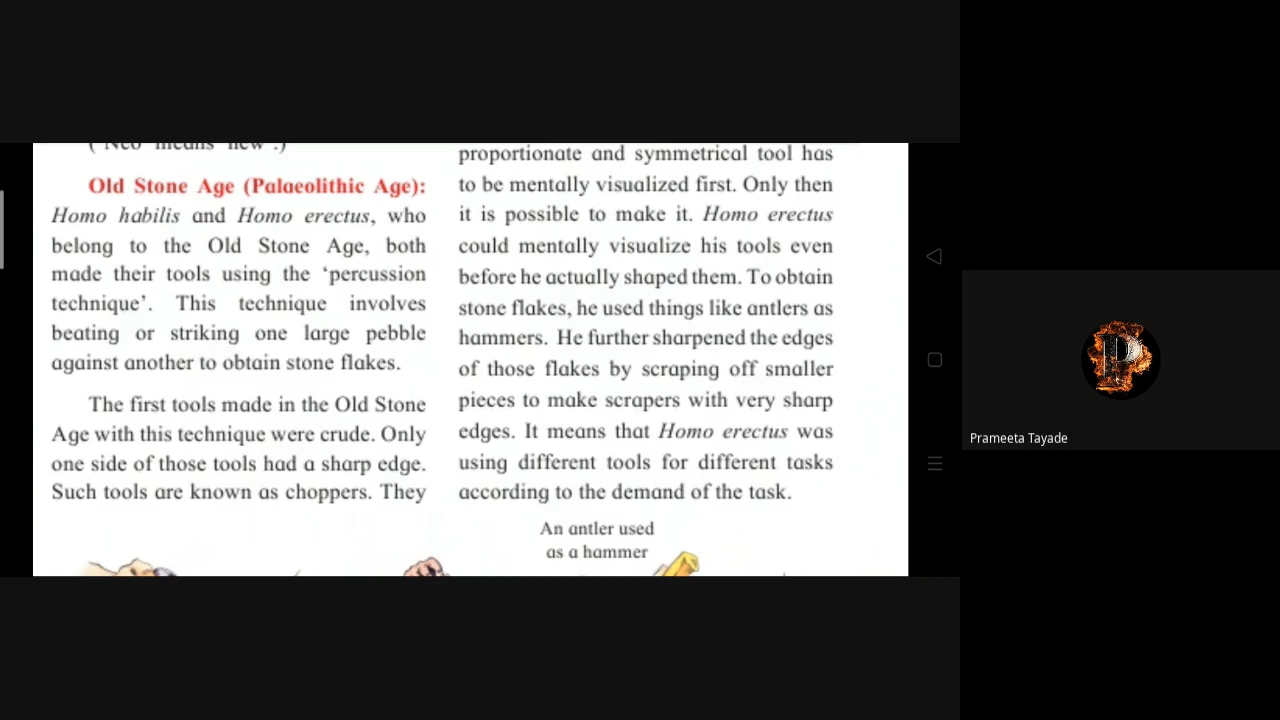 ('Neo' means 'new'.)
Old Stone Age (Palaeolithic Age):
Homo habilis and Homo erectus, who
belong to the Old Stone Age, both
made their tools using the ‘percussion
technique’. This technique involves
beating or striking one large pebble
against another to obtain stone flakes.
The first tools made in the Old Stone
Age with this technique were crude. Only
one side of those tools had a sharp edge.
Such tools are known as choppers. They
proportionate and symmetrical tool has
to be mentally visualized first. Only then
it is possible to make it. Homo erectus
could mentally visualize his tools even
before he actually shaped them. To obtain
stone flakes, he used things like antlers as
hammers. He further sharpened the edges
of those flakes by scraping off smaller
pieces to make scrapers with very sharp
edges. It means that Homo erectus was
using different tools for different tasks
according to the demand of the task.
An antler used
as a hammer
P
Prameeta Tayade